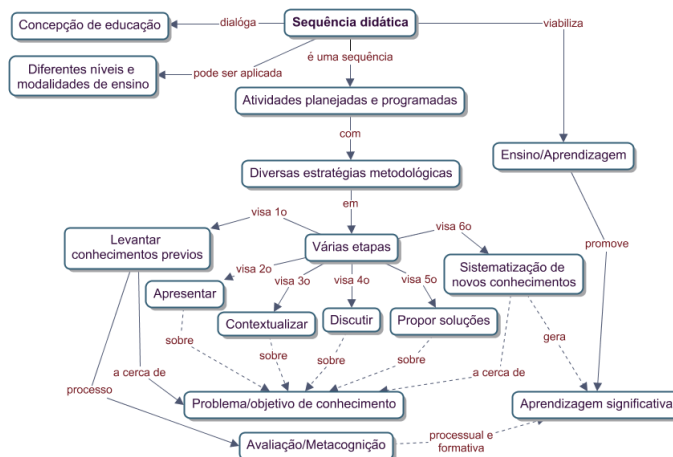 Concepção de educação
dialóga
Sequência didática
viabiliza
Diferentes níveis e
modalidades de ensino
pode ser aplicada
é uma sequência
Atividades planejadas e programadas
com
Ensino/Aprendizagem
Diversas estratégias metodológicas
em
visa 1o
visa 6o
Levantar
conhecimentos previos
Várias etapas
promove
Sistematização de
novos conhecimentos
visa 2o
visa 3o
visa 4o
visa 5o
Apresentar
Contextualizar
Discutir
Propor soluções
sobre
sobre
sobre
sobre
gera
a cerca de
a cerca de
processo
Problema/objetivo de conhecimento
Aprendizagem significativa
Avaliação/Metacognição
processual e
formativa